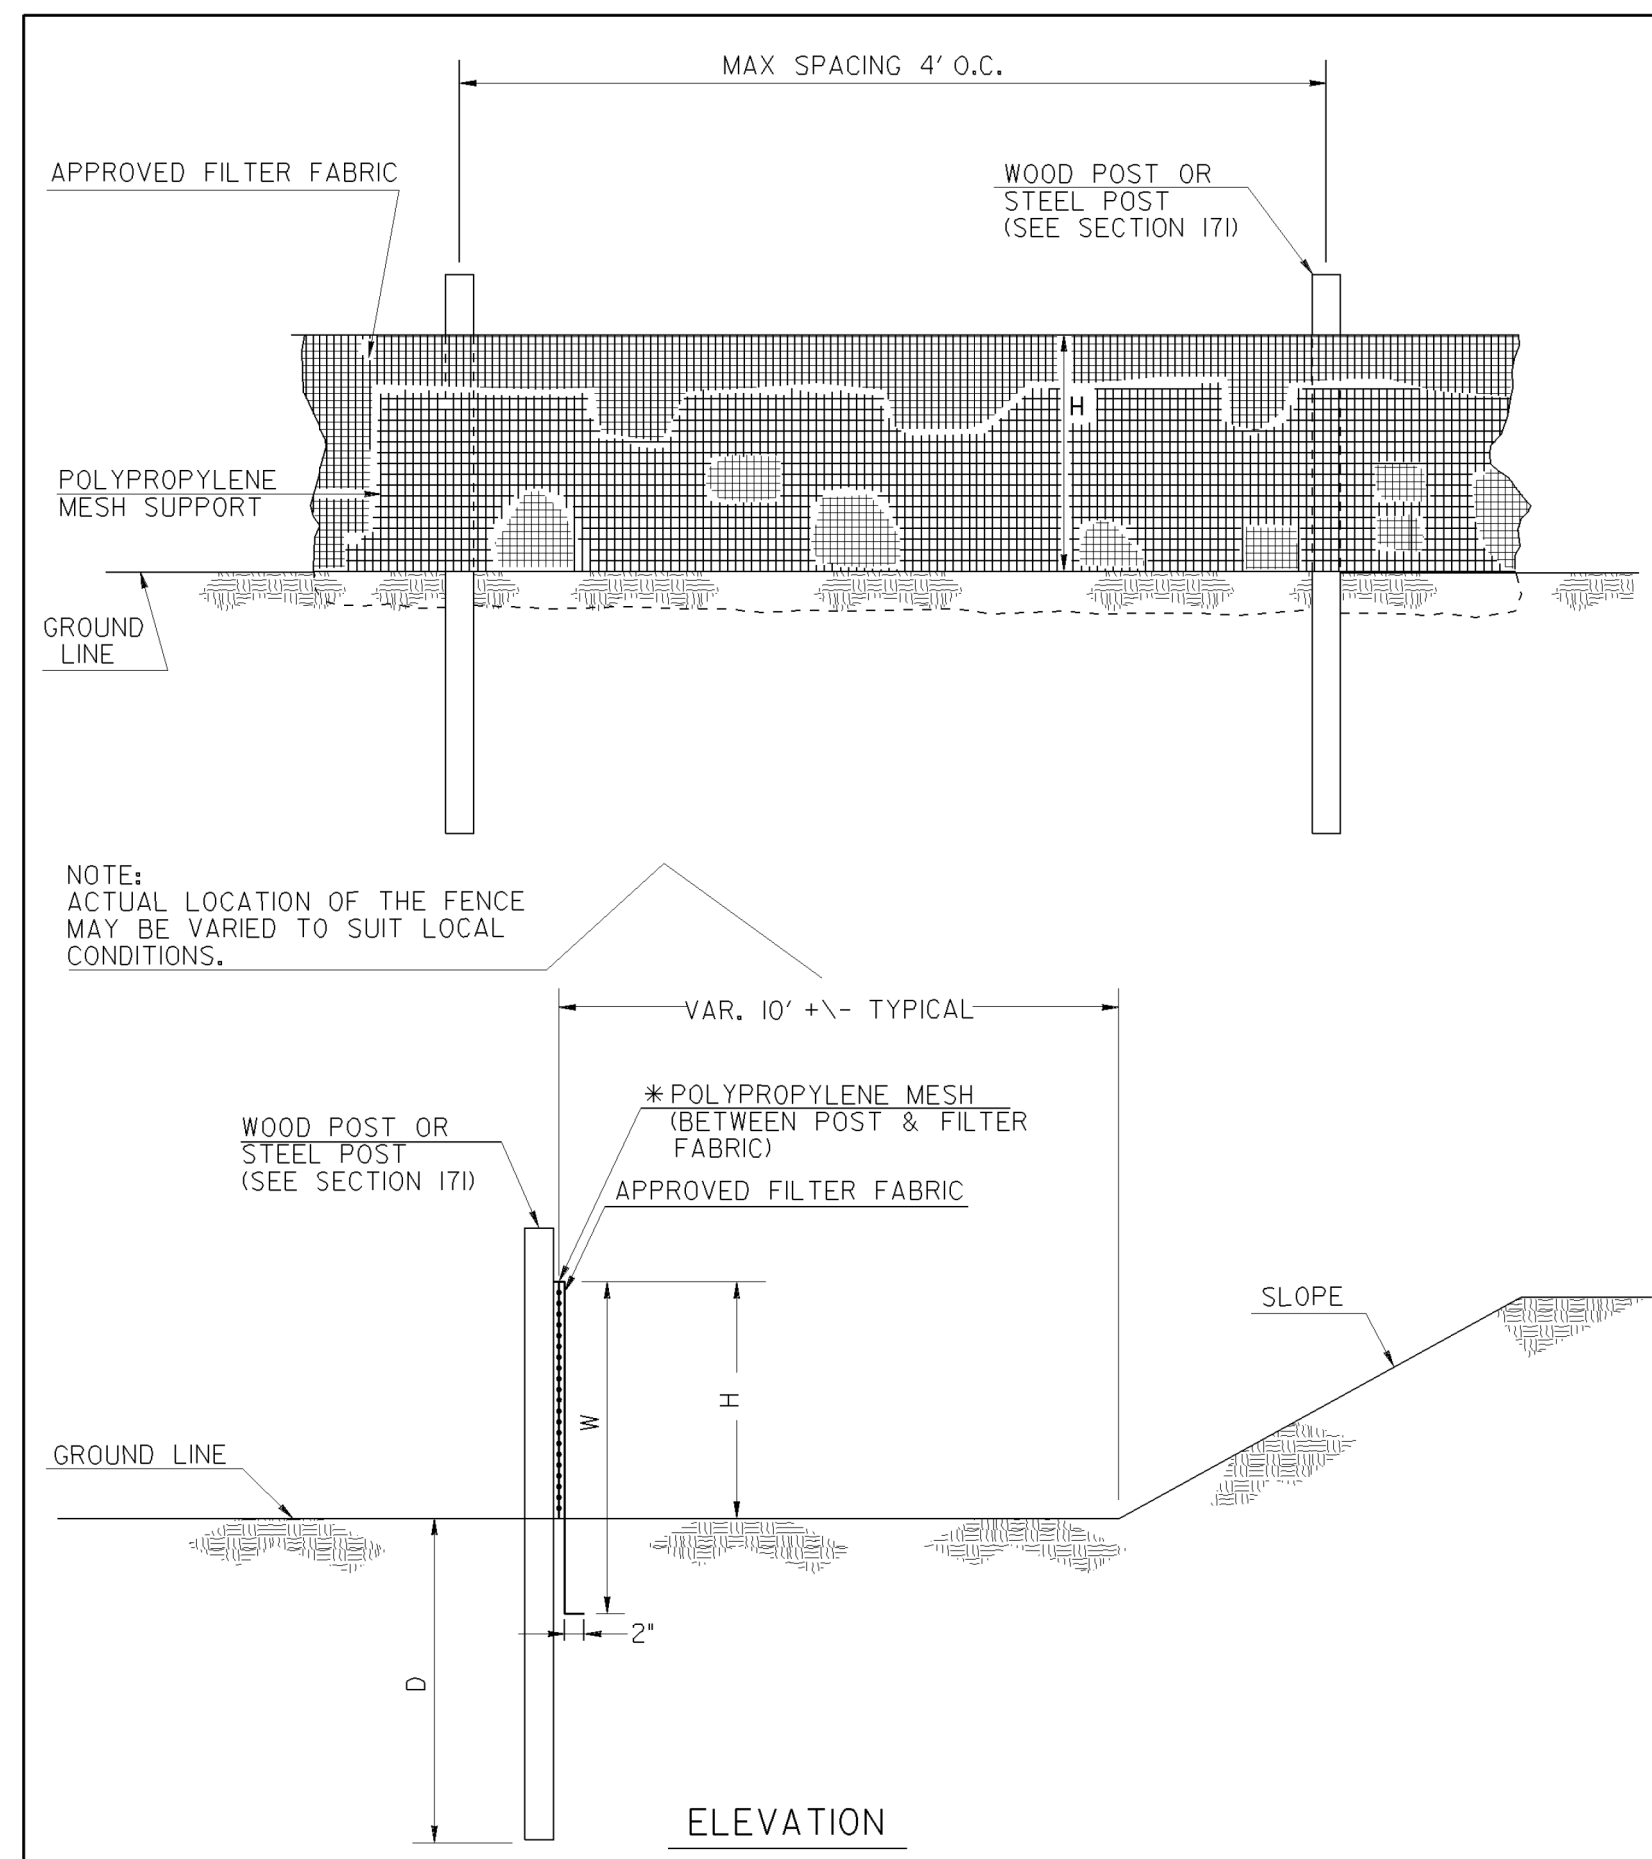 MAX SPACING 4' O.C.
APPROVED FILTER FABRIC
WOOD POST OR
STEEL POST
(SEE SECTION 171)
H
POLYPROPYLENE
MESH SUPPORT
GROUND
LINE
NOTE:
ACTUAL LOCATION OF THE FENCE
MAY BE VARIED TO SUIT LOCAL
CONDITIONS.
VAR. 10' +\- TYPICAL
* POLYPROPYLENE MESH
(BETWEEN POST & FILTER
FABRIC)
WOOD POST OR
STEEL POST
(SEE SECTION 171)
APPROVED FILTER FABRIC
SLOPE
H
W
GROUND LINE
2"
D
ELEVATION